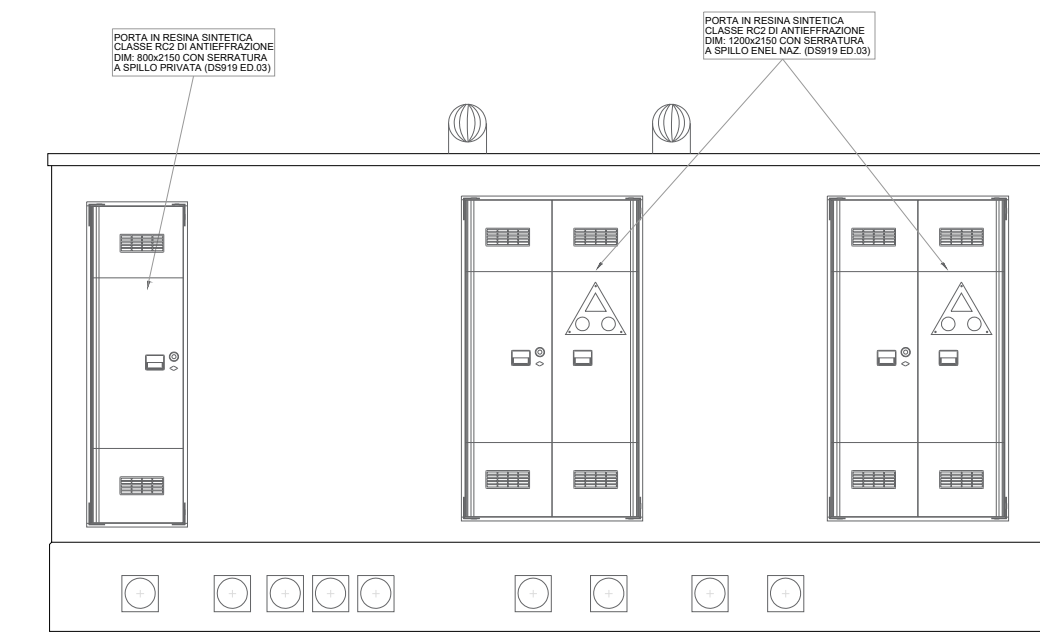 PORTA IN RESINA SINTETICA
CLASSE RC2 DI ANTIEFFRAZIONE
DIM: 800x2150 CON SERRATURA
A SPILLO PRIVATA (DS919 ED.03)
PORTA IN RESINA SINTETICA
CLASSE RC2 DI ANTIEFFRAZIONE
DIM: 1200x2150 CON SERRATURA
A SPILLO ENEL NAZ. (DS919 ED.03)